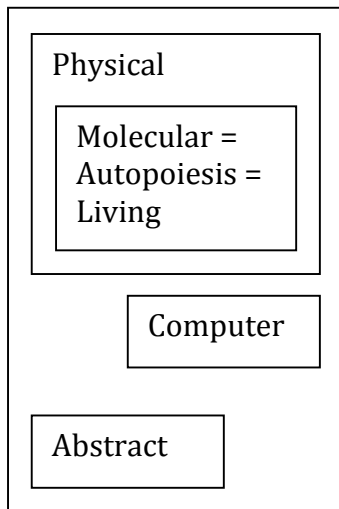 Physical
Molecular =
Autopoiesis =
Living
Computer
Abstract